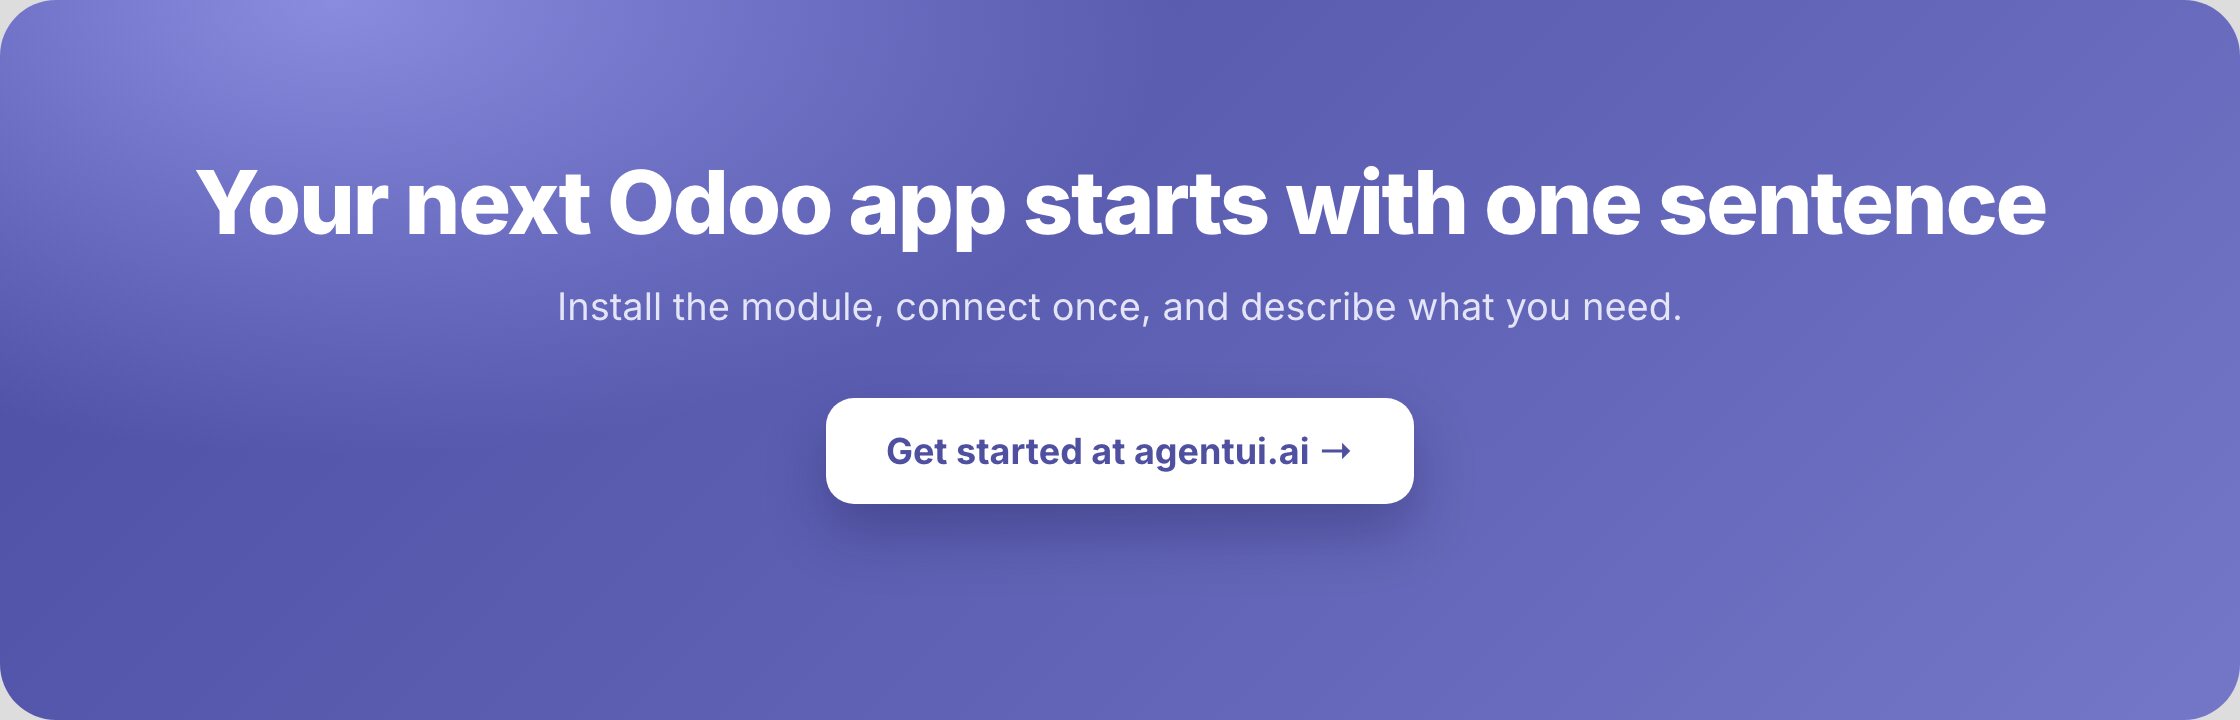 Your next Odoo app starts with one sentence
Install the module, connect once, and describe what you need.
Get started at agentui.ai →